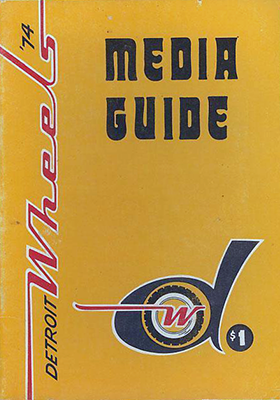 MEDIA
GUIDE
DETROIT Wheels '74
d W
$1